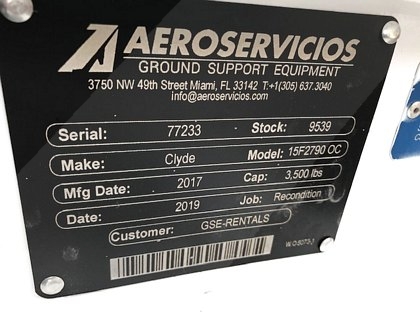 AEROSERVICIOS
GROUND SUPPORT EQUIPMENT
3750 NW 49th Street Miami, FL 33142 T:+1(305) 637.3040
info@aeroservicios.com
Serial: 77233 Stock: 9539
Make: Clyde Model: 15F2790 OC
Mfg Date: 2017 Cap: 3,500 lbs
Date: 2019 Job: Recondition
Customer: GSE-RENTALS